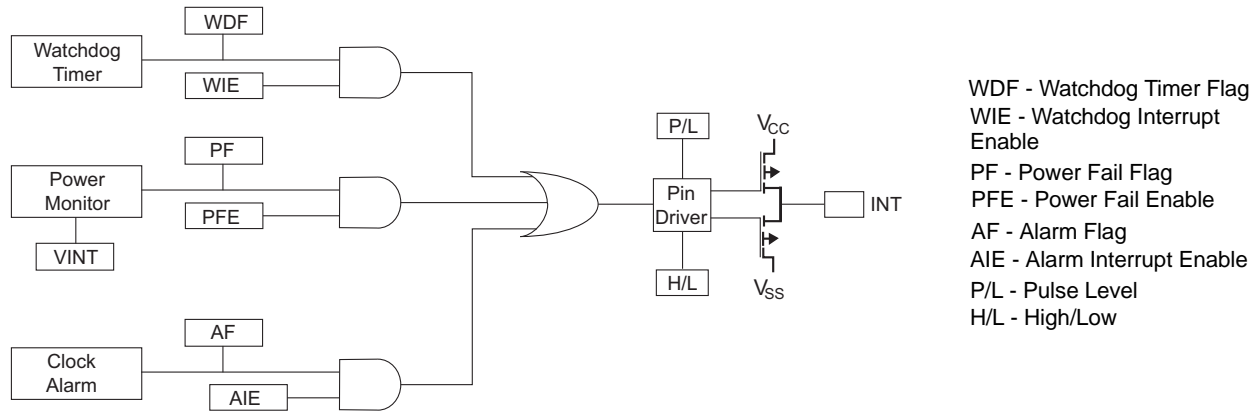 WDF
Watchdog
Timer
WIE
P/L
VCC
PF
Power
Monitor
Pin
Driver
INT
PFE
VINT
H/L
VSS
AF
Clock
Alarm
AIE
WDF - Watchdog Timer Flag
WIE - Watchdog Interrupt
Enable
PF - Power Fail Flag
PFE - Power Fail Enable
AF - Alarm Flag
AIE - Alarm Interrupt Enable
P/L - Pulse Level
H/L - High/Low